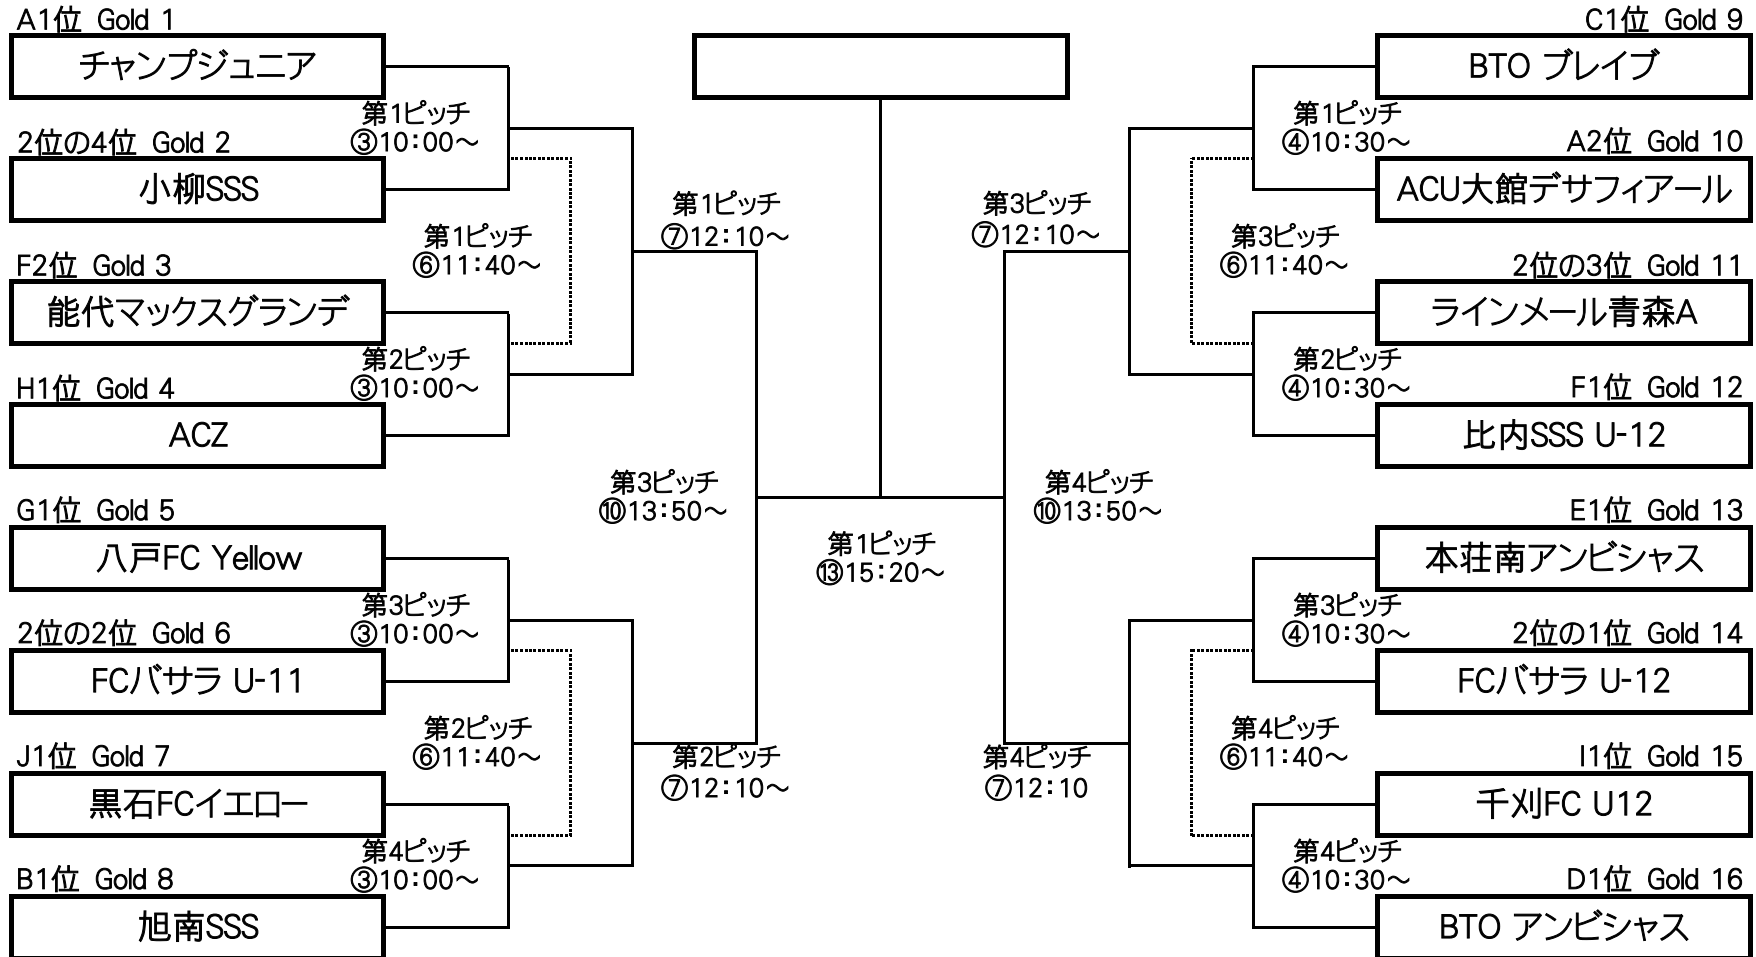 A1位 Gold 1
チャンプジュニア
第1ピッチ
③10:00～
2位の4位 Gold 2
小柳SSS
第1ピッチ
⑥11:40～
F2位 Gold 3
能代マックスグランデ
第2ピッチ
③10:00～
H1位 Gold 4
ACZ
第1ピッチ
⑦12:10～
G1位 Gold 5
八戸FC Yellow
第3ピッチ
③10:00～
2位の2位 Gold 6
FCバサラ U-11
第2ピッチ
⑥11:40～
J1位 Gold 7
黒石FCイエロー
第4ピッチ
③10:00～
B1位 Gold 8
旭南SSS
第2ピッチ
⑦12:10～
第3ピッチ
⑩13:50～
第1ピッチ
⑬15:20～
第4ピッチ
⑩13:50～
第3ピッチ
⑦12:10～
C1位 Gold 9
BTO ブレイブ
第1ピッチ
④10:30～
A2位 Gold 10
ACU大館デサフィアール
第3ピッチ
⑥11:40～
2位の3位 Gold 11
ラインメール青森A
第2ピッチ
④10:30～
F1位 Gold 12
比内SSS U-12
E1位 Gold 13
本荘南アンビシャス
第3ピッチ
④10:30～
2位の1位 Gold 14
FCバサラ U-12
第4ピッチ
⑥11:40～
第4ピッチ
⑦12:10
I1位 Gold 15
千刈FC U12
第4ピッチ
④10:30～
D1位 Gold 16
BTO アンビシャス